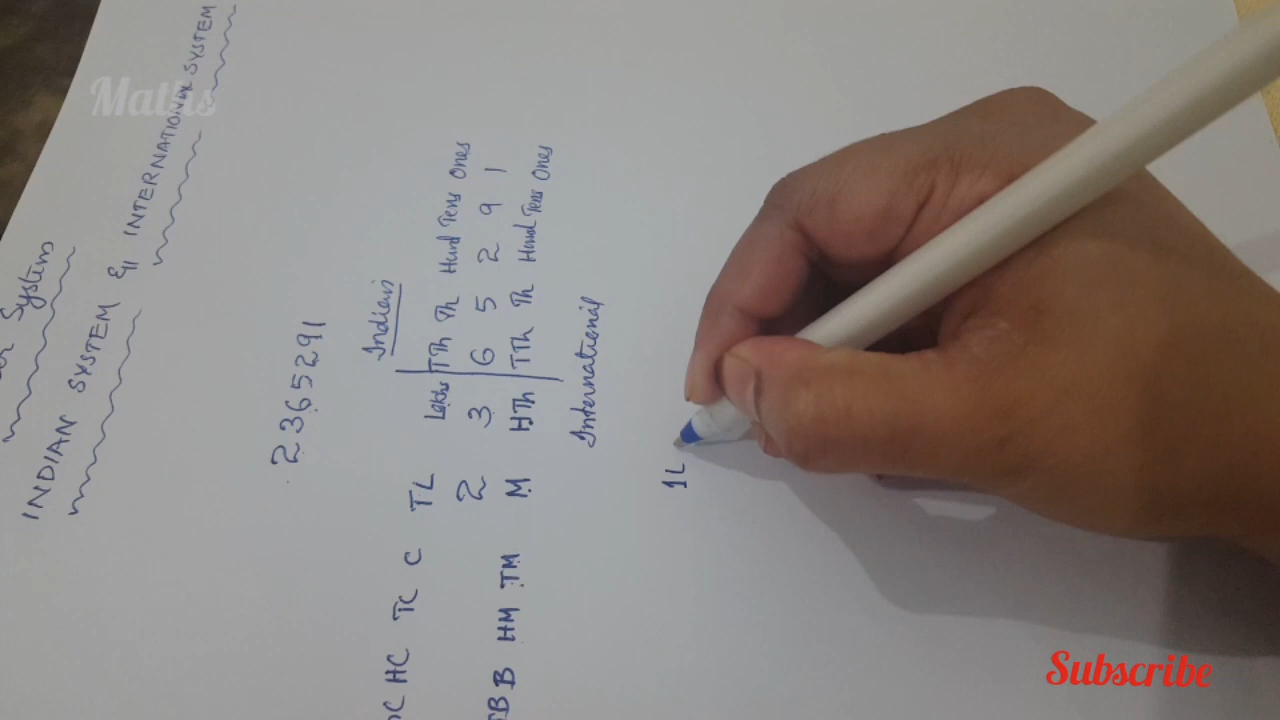 System
INDIAN SYSTEM & INTERNATIONAL SYSTEM
2365291
Indian
HC TC C TL Lakhs TTh Th Hund Tens Ones
2 3 6 5 2 9 1
B HM TM M HTh TTh Th Hund Tens Ones
International
1L
Maths
Subscribe